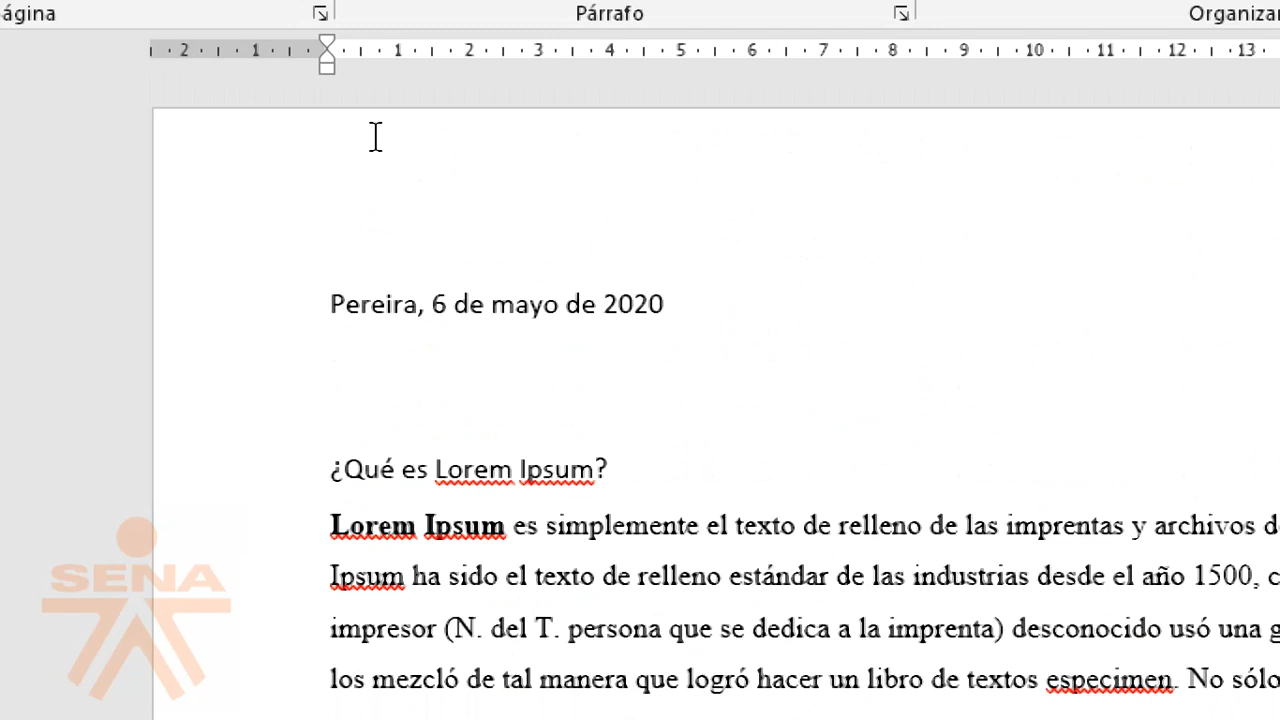 ágina Párrafo Organizar
2 1 1 2 3 4 5 6 7 8 9 10 11 12 13
Pereira, 6 de mayo de 2020
¿Qué es Lorem Ipsum?
Lorem Ipsum es simplemente el texto de relleno de las imprentas y archivos d
Ipsum ha sido el texto de relleno estándar de las industrias desde el año 1500, c
impresor (N. del T. persona que se dedica a la imprenta) desconocido usó una g
los mezcló de tal manera que logró hacer un libro de textos especimen. No sólo
SENA